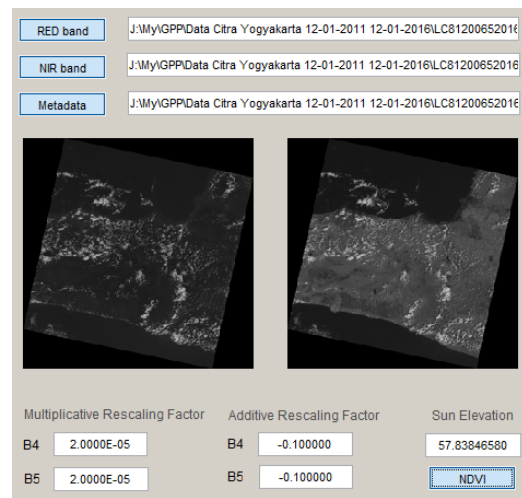 RED band J:\My\GPP\Data Citra Yogyakarta 12-01-2011 12-01-2016\LC81200652016
NIR band J:\My\GPP\Data Citra Yogyakarta 12-01-2011 12-01-2016\LC81200652016
Metadata J:\My\GPP\Data Citra Yogyakarta 12-01-2011 12-01-2016\LC81200652016
Multiplicative Rescaling Factor Additive Rescaling Factor Sun Elevation
B4 2.0000E-05 B4 -0.100000 57.83846580
B5 2.0000E-05 B5 -0.100000 NDVI